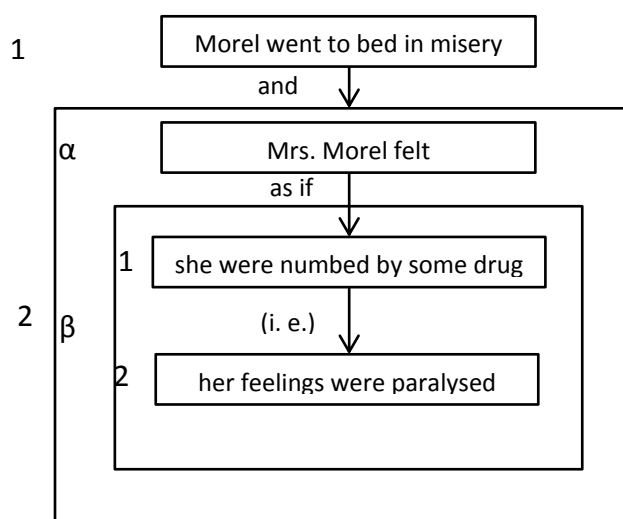 1 Morel went to bed in misery
and
α Mrs. Morel felt
as if
1 she were numbed by some drug
2 β (i. e.)
2 her feelings were paralysed